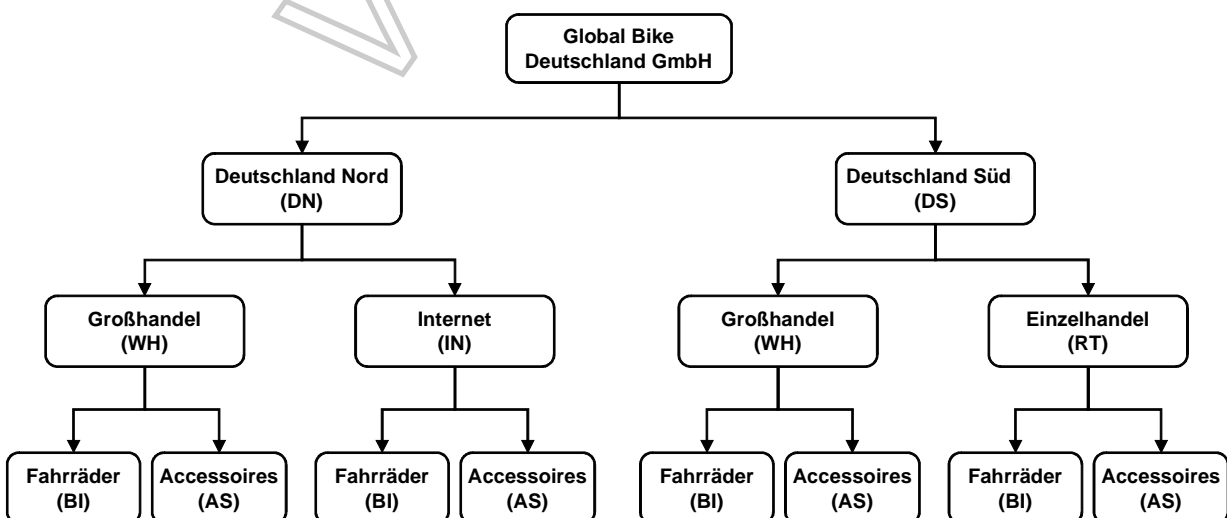 Global Bike
Deutschland GmbH
Deutschland Nord
(DN)
Deutschland Süd
(DS)
Großhandel
(WH)
Internet
(IN)
Großhandel
(WH)
Einzelhandel
(RT)
Fahrräder
(BI)
Accessoires
(AS)
Fahrräder
(BI)
Accessoires
(AS)
Fahrräder
(BI)
Accessoires
(AS)
Fahrräder
(BI)
Accessoires
(AS)